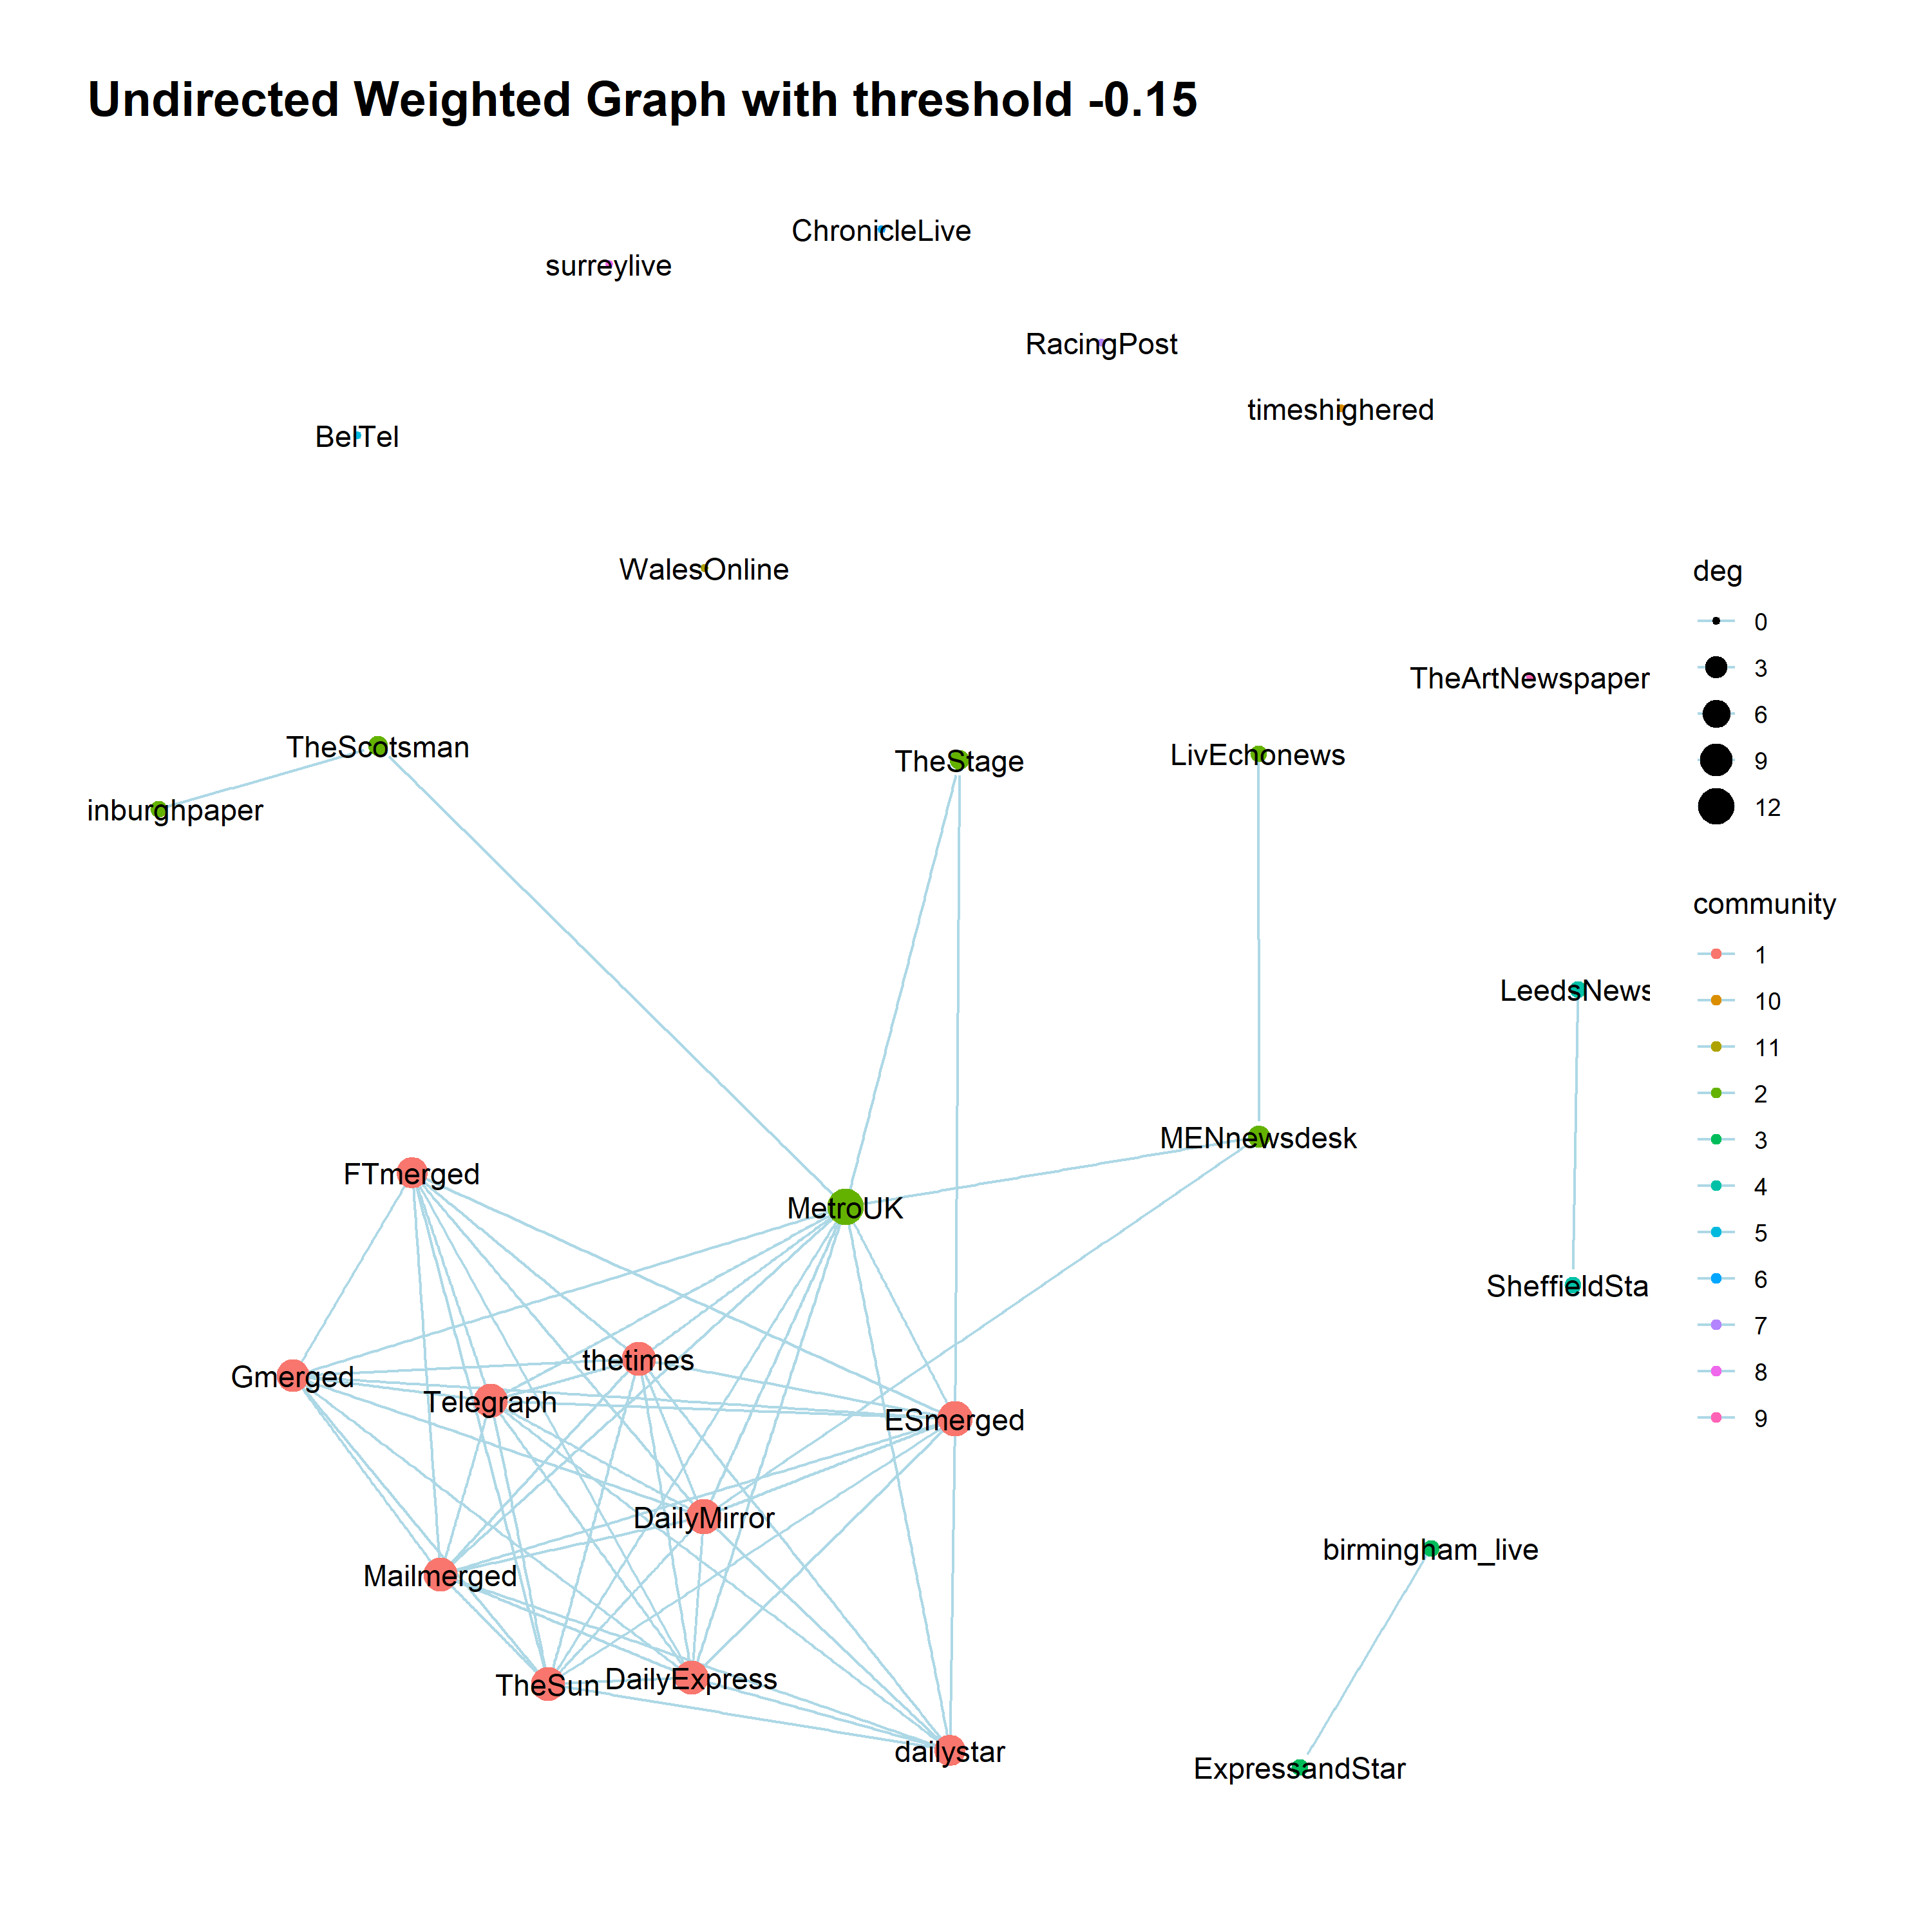 Undirected Weighted Graph with threshold -0.15
ChronicleLive
surreylive
RacingPost
timeshighered
BelTel
WalesOnline
TheArtNewspaper
TheScotsman
TheStage
LivEchonews
inburghpaper
LeedsNews
MENnewsdesk
FTmerged
MetroUK
SheffieldSta
thetimes
Gmerged
Telegraph
ESmerged
DailyMirror
birmingham_live
Mailmerged
TheSun
DailyExpress
dailystar
ExpressandStar
deg
0
3
6
9
12
community
1
10
11
2
3
4
5
6
7
8
9